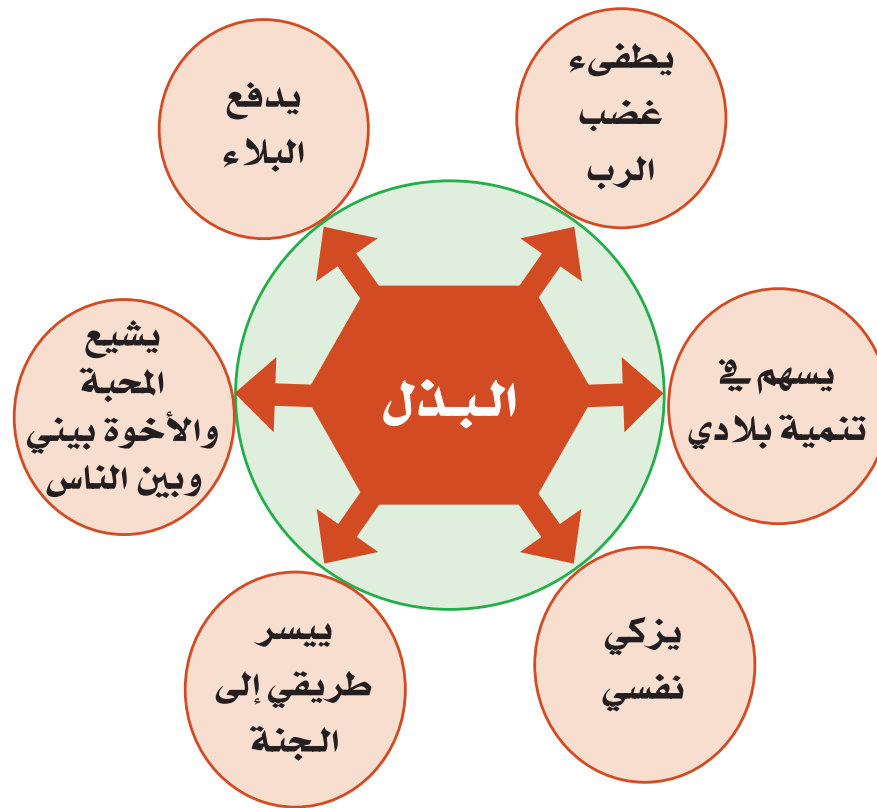 البذل
يطفىء
غضب
الرب
يسهم في
تنمية بلادي
يزكي
نفسي
ييسر
طريقي إلى
الجنة
يشيع
المحبة
والأخوة بيني
وبين الناس
يدفع
البلاء